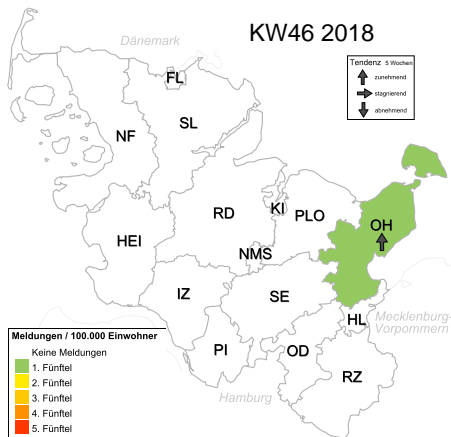 KW46 2018
Dänemark
Tendenz 5 Wochen
zunehmend
stagnierend
abnehmend
FL
SL
NF
RD
KI
PLO
OH
HEI
NMS
IZ
SE
HL
Mecklenburg-
Vorpommern
PI
OD
RZ
Hamburg
Meldungen / 100.000 Einwohner
Keine Meldungen
1. Fünftel
2. Fünftel
3. Fünftel
4. Fünftel
5. Fünftel